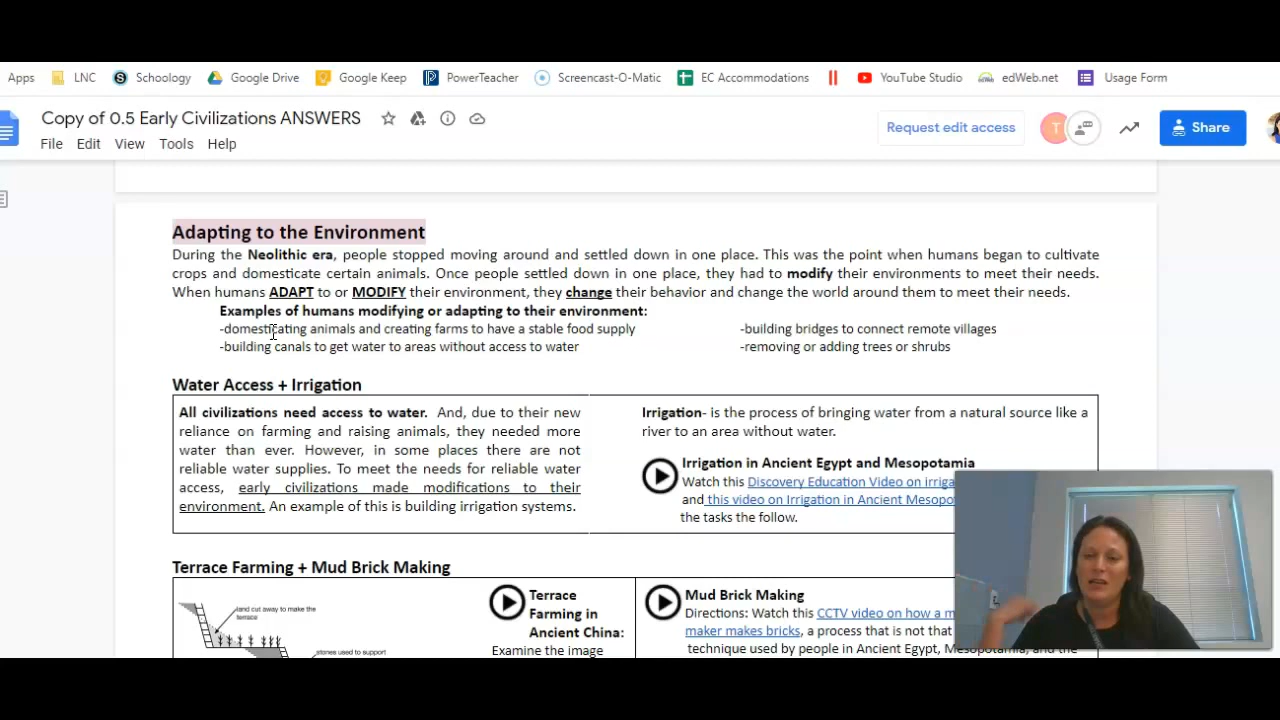 Apps LNC Schoology Google Drive Google Keep PowerTeacher Screencast-O-Matic EC Accommodations YouTube Studio edWeb.net Usage Form
Copy of 0.5 Early Civilizations ANSWERS
Request edit access T Share
File Edit View Tools Help
Adapting to the Environment
During the Neolithic era, people stopped moving around and settled down in one place. This was the point when humans began to cultivate
crops and domesticate certain animals. Once people settled down in one place, they had to modify their environments to meet their needs.
When humans ADAPT to or MODIFY their environment, they change their behavior and change the world around them to meet their needs.
Examples of humans modifying or adapting to their environment:
-domesticating animals and creating farms to have a stable food supply
-building canals to get water to areas without access to water
-building bridges to connect remote villages
-removing or adding trees or shrubs
Water Access + Irrigation
All civilizations need access to water. And, due to their new
reliance on farming and raising animals, they needed more
water than ever. However, in some places there are not
reliable water supplies. To meet the needs for reliable water
access, early civilizations made modifications to their
environment. An example of this is building irrigation systems.
Irrigation- is the process of bringing water from a natural source like a
river to an area without water.
Irrigation in Ancient Egypt and Mesopotamia
Watch this Discovery Education Video on
and this video on Irrigation in Ancient
the tasks the follow.
Terrace Farming + Mud Brick Making
land cut away to make the
terrace
stones used to support
Terrace
Farming in
Ancient China:
Examine the image
Mud Brick Making
Directions: Watch this CCTV video on how a
maker makes bricks, a process that is not that
technique used by people in Ancient Egypt, and the